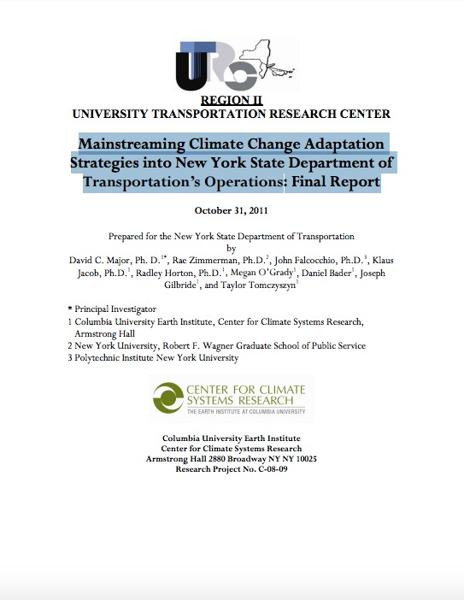 UTRC
REGION II
UNIVERSITY TRANSPORTATION RESEARCH CENTER
Mainstreaming Climate Change Adaptation
Strategies into New York State Department of
Transportation's Operations: Final Report
October 31, 2011
Prepared for the New York State Department of Transportation
by
David C. Major, Ph. D.¹*, Rae Zimmerman, Ph.D.², John Falcocchio, Ph.D.³, Klaus
Jacob, Ph.D.¹, Radley Horton, Ph.D.¹, Megan O'Grady¹, Daniel Bader¹, Joseph
Gilbride¹, and Taylor Tomczyszyn¹
* Principal Investigator
1 Columbia University Earth Institute, Center for Climate Systems Research,
Armstrong Hall
2 New York University, Robert F. Wagner Graduate School of Public Service
3 Polytechnic Institute New York University
CENTER FOR CLIMATE
SYSTEMS RESEARCH
THE EARTH INSTITUTE AT COLUMBIA UNIVERSITY
Columbia University Earth Institute
Center for Climate Systems Research
Armstrong Hall 2880 Broadway NY NY 10025
Research Project No. C-08-09